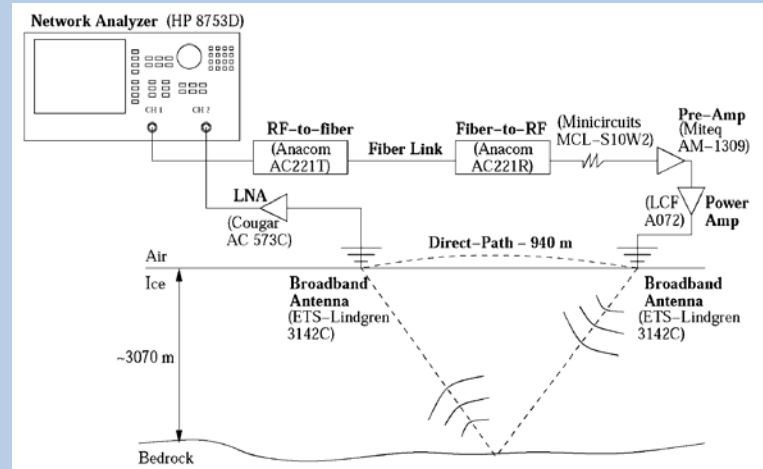 Network Analyzer (HP 8753D)
CH 1
CH 2
RF–to–fiber
(Anacom
AC221T)
Fiber Link
Fiber–to–RF
(Anacom
AC221R)
(Minicircuits
MCL–S10W2)
Pre–Amp
(Miteq
AM–1309)
LNA
(Cougar
AC 573C)
(LCF
A072)
Power
Amp
Direct–Path – 940 m
Air
Ice
Broadband
Antenna
(ETS–Lindgren
3142C)
Broadband
Antenna
(ETS–Lindgren
3142C)
~3070 m
Bedrock